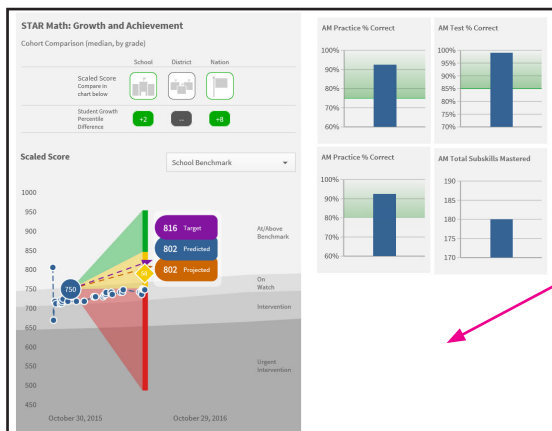 STAR Math: Growth and Achievement
Cohort Comparison (median, by grade)
School District Nation
Scaled Score
Compare in
chart below
Student Growth
Percentile
Difference
+2 -- +8
Scaled Score
School Benchmark
1000
950
900
850
800
750
700
650
600
550
500
450
750
816 Target
802 Predicted
802 Projected
At/Above
Benchmark
On
Watch
Intervention
Urgent
Intervention
October 30, 2015 October 29, 2016
AM Practice % Correct
100%
90%
80%
70%
60%
AM Test % Correct
100%
95%
90%
85%
80%
75%
70%
AM Practice % Correct
100%
90%
80%
70%
60%
AM Total Subskills Mastered
190
185
180
175
170